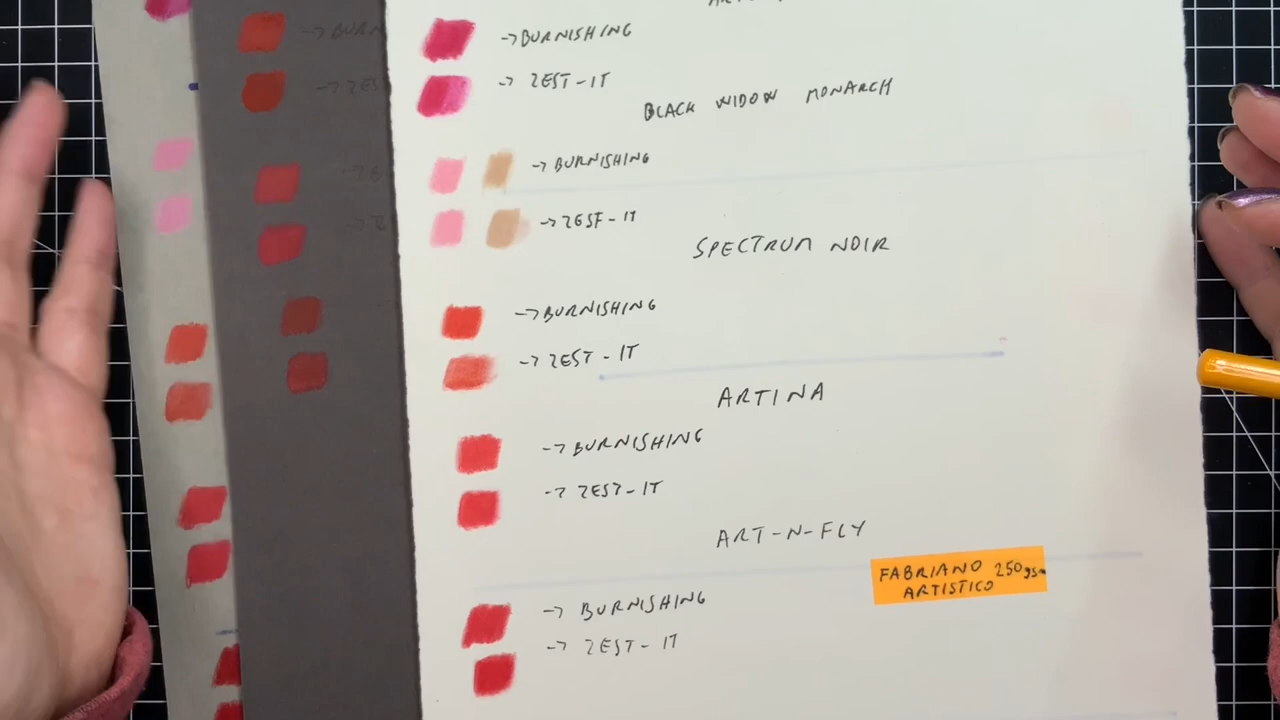 → BURNISHING
→ ZEST-IT
BLACK WIDOW MONARCH
→ BURNISHING
→ ZEST-IT
SPECTRUM NOIR
→ BURNISHING
→ ZEST-IT
ARTINA
→ BURNISHING
→ ZEST-IT
ART-N-FLY
FABRIANO 250gsm
ARTISTICO
→ BURNISHING
→ ZEST-IT